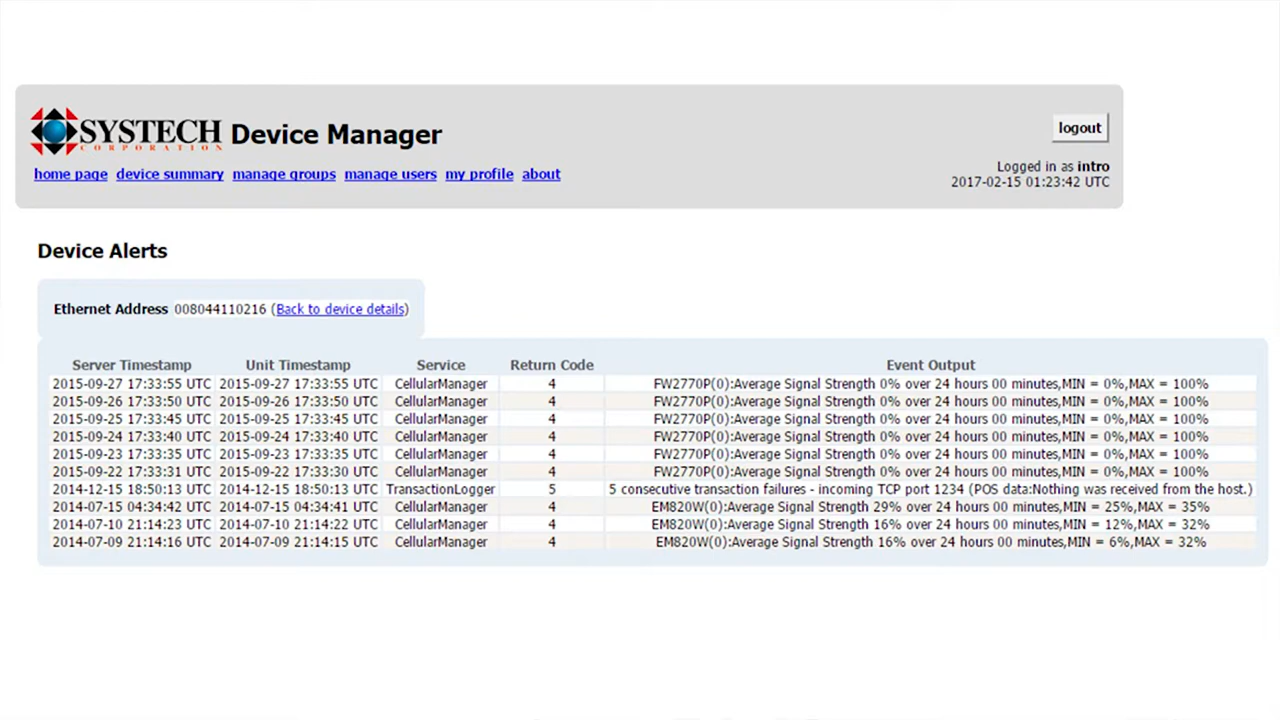 SYSTECH Device Manager
CORPORATION
logout
home page device summary manage groups manage users my profile about
Logged in as intro
2017-02-15 01:23:42 UTC
Device Alerts
Ethernet Address 008044110216 (Back to device details)
Server Timestamp Unit Timestamp Service Return Code Event Output
2015-09-27 17:33:55 UTC 2015-09-27 17:33:55 UTC CellularManager 4 FW2770P(0):Average Signal Strength 0% over 24 hours 00 minutes,MIN = 0%,MAX = 100%
2015-09-26 17:33:50 UTC 2015-09-26 17:33:50 UTC CellularManager 4 FW2770P(0):Average Signal Strength 0% over 24 hours 00 minutes,MIN = 0%,MAX = 100%
2015-09-25 17:33:45 UTC 2015-09-25 17:33:45 UTC CellularManager 4 FW2770P(0):Average Signal Strength 0% over 24 hours 00 minutes,MIN = 0%,MAX = 100%
2015-09-24 17:33:40 UTC 2015-09-24 17:33:40 UTC CellularManager 4 FW2770P(0):Average Signal Strength 0% over 24 hours 00 minutes,MIN = 0%,MAX = 100%
2015-09-23 17:33:35 UTC 2015-09-23 17:33:35 UTC CellularManager 4 FW2770P(0):Average Signal Strength 0% over 24 hours 00 minutes,MIN = 0%,MAX = 100%
2015-09-22 17:33:31 UTC 2015-09-22 17:33:30 UTC CellularManager 4 FW2770P(0):Average Signal Strength 0% over 24 hours 00 minutes,MIN = 0%,MAX = 100%
2014-12-15 18:50:13 UTC 2014-12-15 18:50:13 UTC TransactionLogger 5 5 consecutive transaction failures - incoming TCP port 1234 (POS data:Nothing was received from the host.)
2014-07-15 04:34:42 UTC 2014-07-15 04:34:41 UTC CellularManager 4 EM820W(0):Average Signal Strength 29% over 24 hours 00 minutes,MIN = 25%,MAX = 35%
2014-07-10 21:14:23 UTC 2014-07-10 21:14:22 UTC CellularManager 4 EM820W(0):Average Signal Strength 16% over 24 hours 00 minutes,MIN = 12%,MAX = 32%
2014-07-09 21:14:16 UTC 2014-07-09 21:14:15 UTC CellularManager 4 EM820W(0):Average Signal Strength 16% over 24 hours 00 minutes,MIN = 6%,MAX = 32%